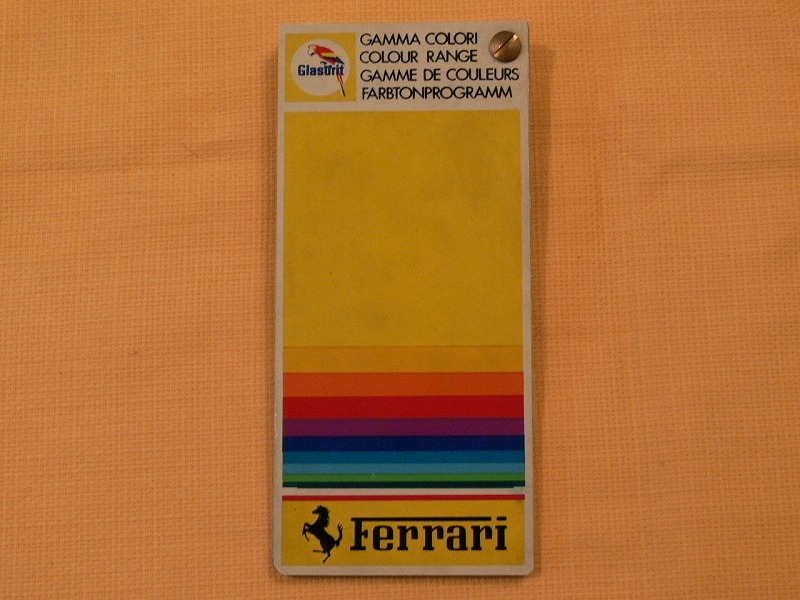 Glasurit
GAMMA COLORI
COLOUR RANGE
GAMME DE COULEURS
FARBTONPROGRAMM
Ferrari